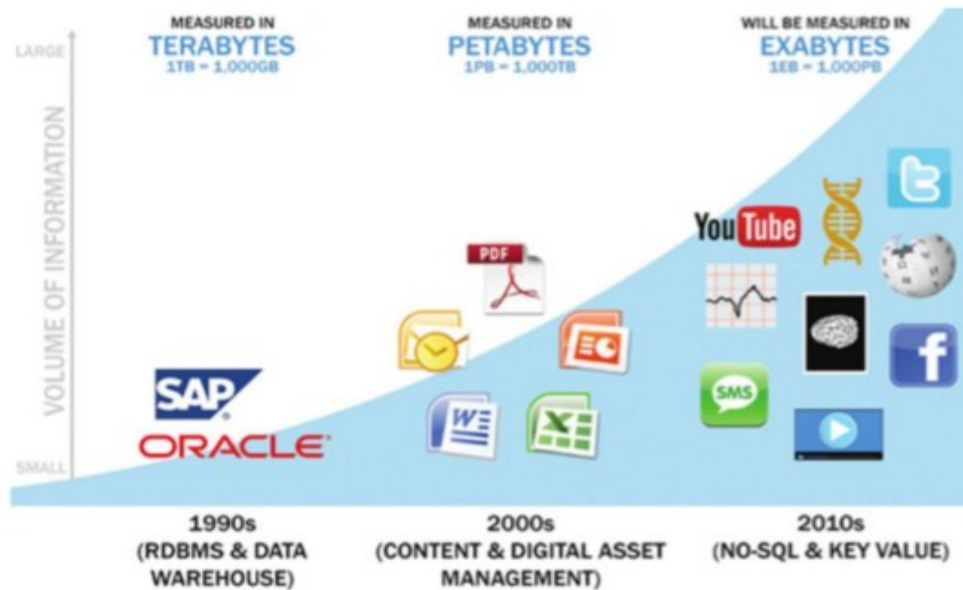 MEASURED IN
TERABYTES
1TB = 1,000GB
MEASURED IN
PETABYTES
1PB = 1,000TB
WILL BE MEASURED IN
EXABYTES
1EB = 1,000PB
LARGE
VOLUME OF INFORMATION
SMALL
SAP
ORACLE
PDF
W
X
YouTube
t
SMS
f
1990s
(RDBMS & DATA
WAREHOUSE)
2000s
(CONTENT & DIGITAL ASSET
MANAGEMENT)
2010s
(NO-SQL & KEY VALUE)